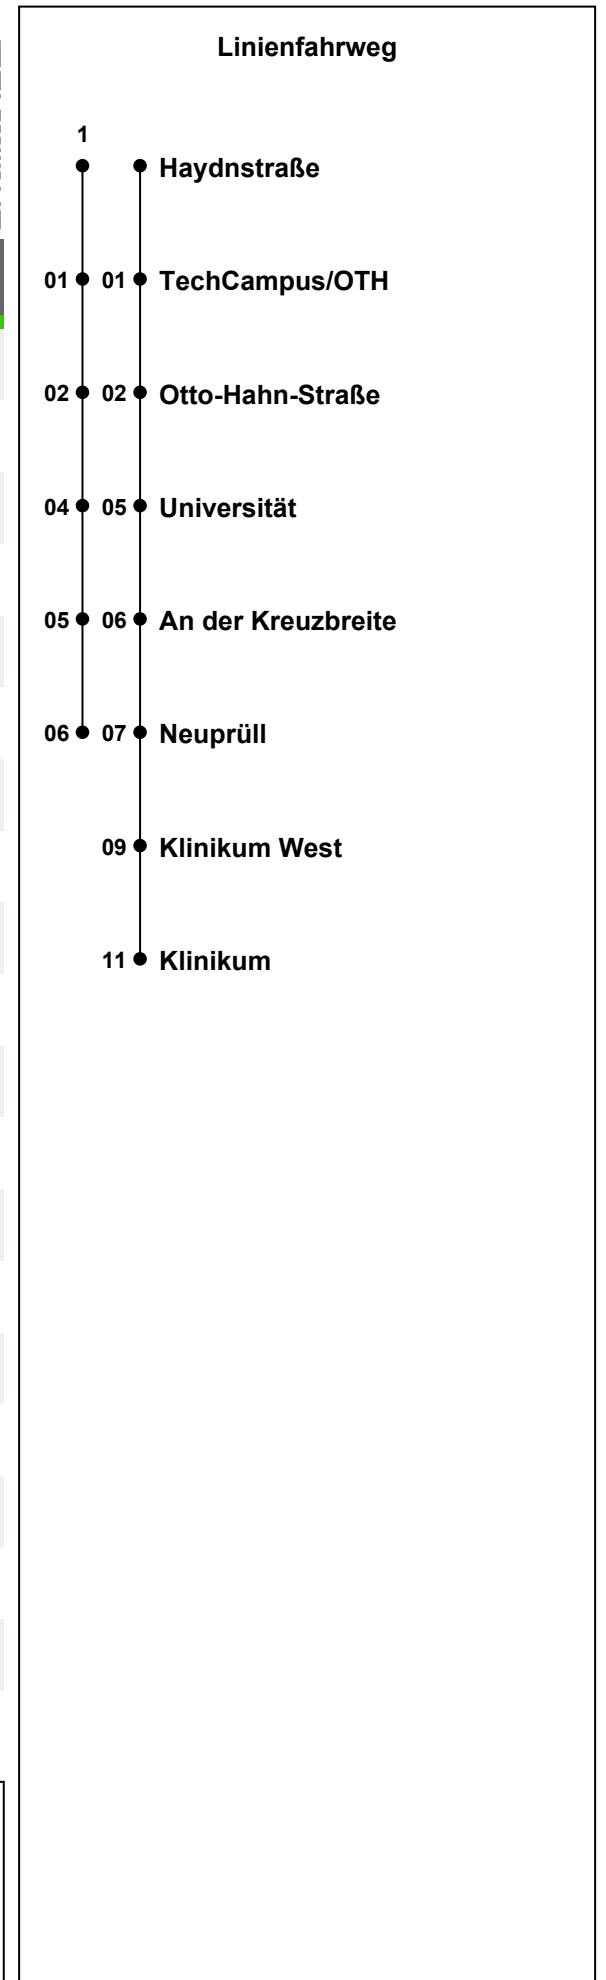 Linienfahrweg
1
Haydnstraße
01 01 TechCampus/OTH
02 02 Otto-Hahn-Straße
04 05 Universität
05 06 An der Kreuzbreite
06 07 Neuprüll
09 Klinikum West
11 Klinikum